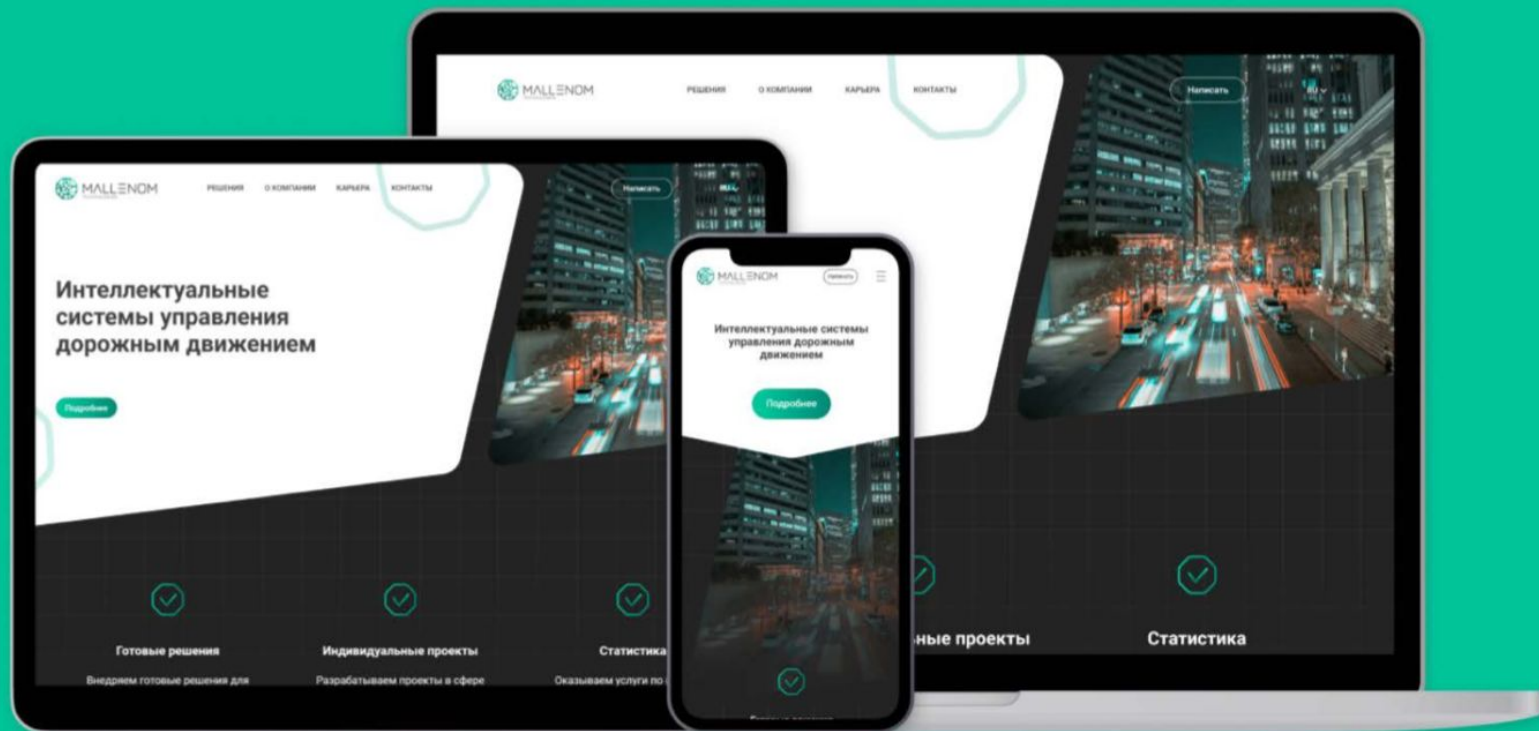 MALLENOM
РЕШЕНИЯ
О КОМПАНИИ
КАРЬЕРА
КОНТАКТЫ
Написать
RU
MALLENOM
РЕШЕНИЯ
О КОМПАНИИ
КАРЬЕРА
КОНТАКТЫ
Написать
RU
Интеллектуальные
системы управления
дорожным движением
Подробнее
MALLENOM
Написать
Интеллектуальные системы
управления дорожным
движением
Подробнее
Готовые решения
Внедряем готовые решения для
Индивидуальные проекты
Разрабатываем проекты в сфере
Статистика
Оказываем услуги по
ные проекты
Статистика